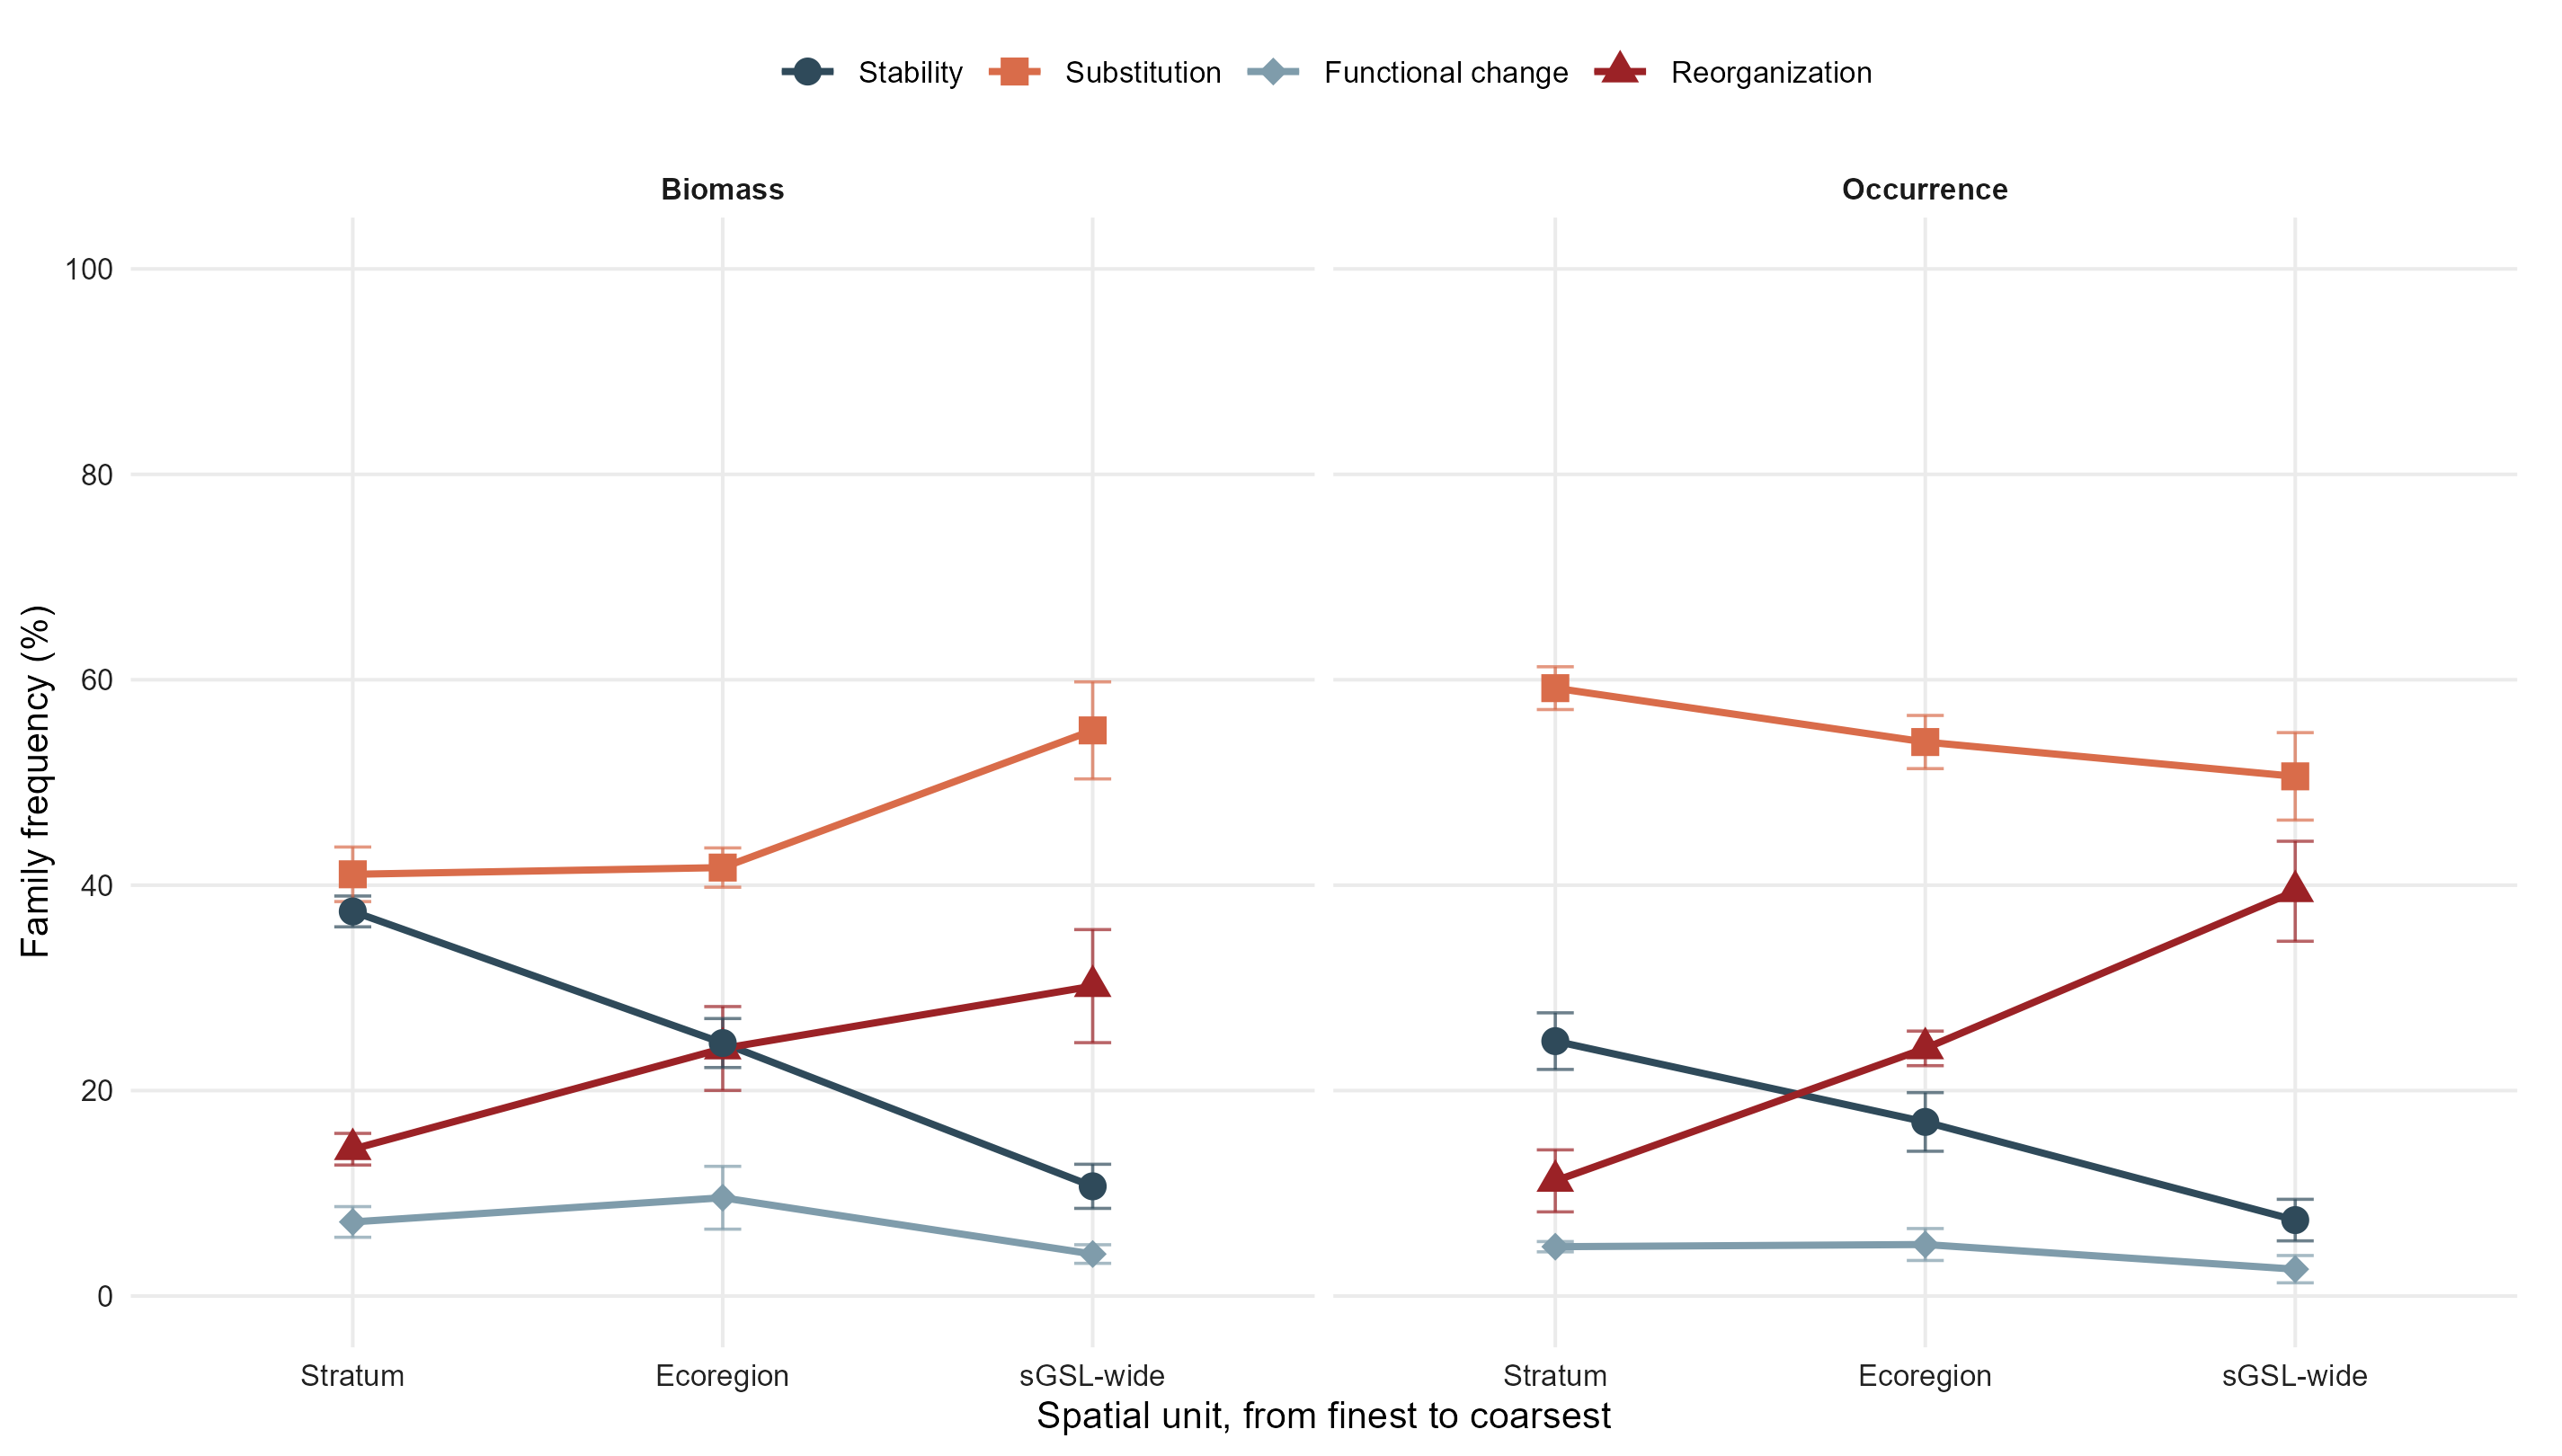 Stability Substitution Functional change Reorganization
Biomass Occurrence
100
80
60
40
20
0
Family frequency (%)
Stratum Ecoregion sGSL-wide Stratum Ecoregion sGSL-wide
Spatial unit, from finest to coarsest